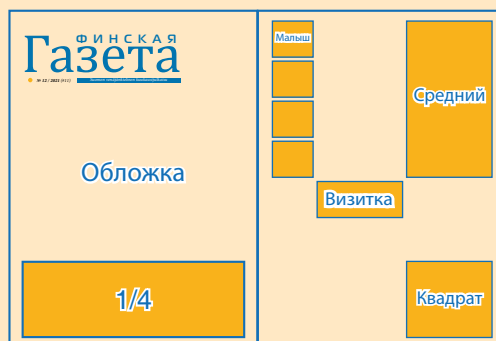 ФИНСКАЯ
Газета
Обложка
1/4
Малыш
Средний
Визитка
Квадрат